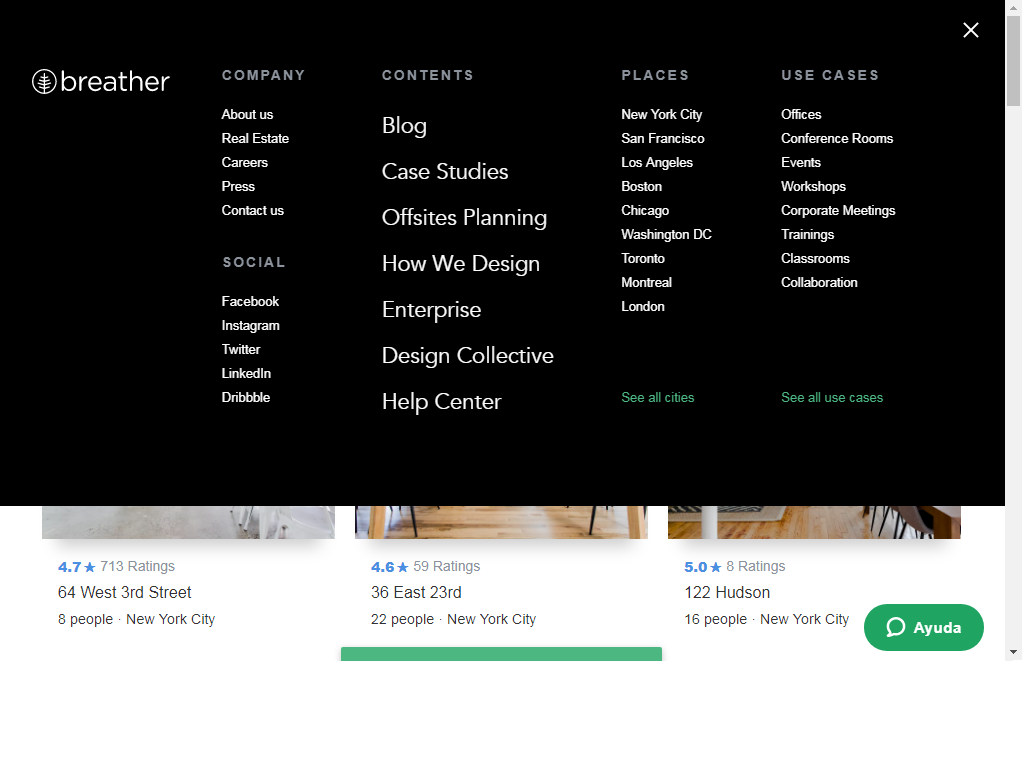 breather
COMPANY
About us
Real Estate
Careers
Press
Contact us
SOCIAL
Facebook
Instagram
Twitter
LinkedIn
Dribbble
CONTENTS
Blog
Case Studies
Offsites Planning
How We Design
Enterprise
Design Collective
Help Center
PLACES
New York City
San Francisco
Los Angeles
Boston
Chicago
Washington DC
Toronto
Montreal
London
See all cities
USE CASES
Offices
Conference Rooms
Events
Workshops
Corporate Meetings
Trainings
Classrooms
Collaboration
See all use cases
4.7★ 713 Ratings
64 West 3rd Street
8 people · New York City
4.6★ 59 Ratings
36 East 23rd
22 people · New York City
5.0★ 8 Ratings
122 Hudson
16 people · New York City
Ayuda